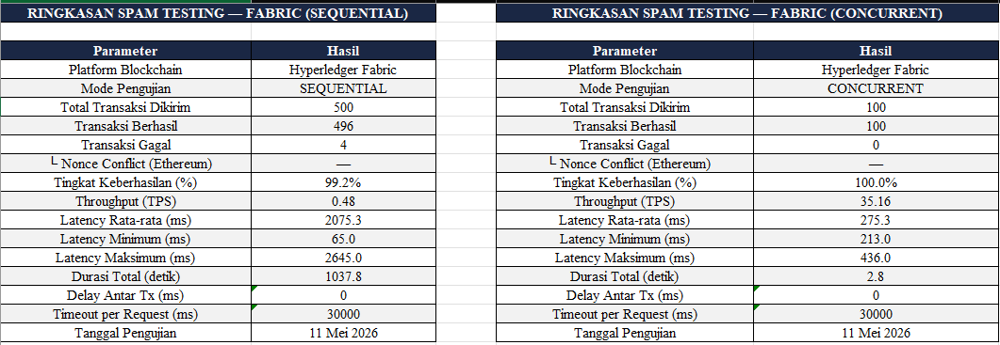 RINGKASAN SPAM TESTING — FABRIC (SEQUENTIAL)
Parameter Hasil
Platform Blockchain Hyperledger Fabric
Mode Pengujian SEQUENTIAL
Total Transaksi Dikirim 500
Transaksi Berhasil 496
Transaksi Gagal 4
└ Nonce Conflict (Ethereum) —
Tingkat Keberhasilan (%) 99.2%
Throughput (TPS) 0.48
Latency Rata-rata (ms) 2075.3
Latency Minimum (ms) 65.0
Latency Maksimum (ms) 2645.0
Durasi Total (detik) 1037.8
Delay Antar Tx (ms) 0
Timeout per Request (ms) 30000
Tanggal Pengujian 11 Mei 2026
RINGKASAN SPAM TESTING — FABRIC (CONCURRENT)
Parameter Hasil
Platform Blockchain Hyperledger Fabric
Mode Pengujian CONCURRENT
Total Transaksi Dikirim 100
Transaksi Berhasil 100
Transaksi Gagal 0
└ Nonce Conflict (Ethereum) —
Tingkat Keberhasilan (%) 100.0%
Throughput (TPS) 35.16
Latency Rata-rata (ms) 275.3
Latency Minimum (ms) 213.0
Latency Maksimum (ms) 436.0
Durasi Total (detik) 2.8
Delay Antar Tx (ms) 0
Timeout per Request (ms) 30000
Tanggal Pengujian 11 Mei 2026